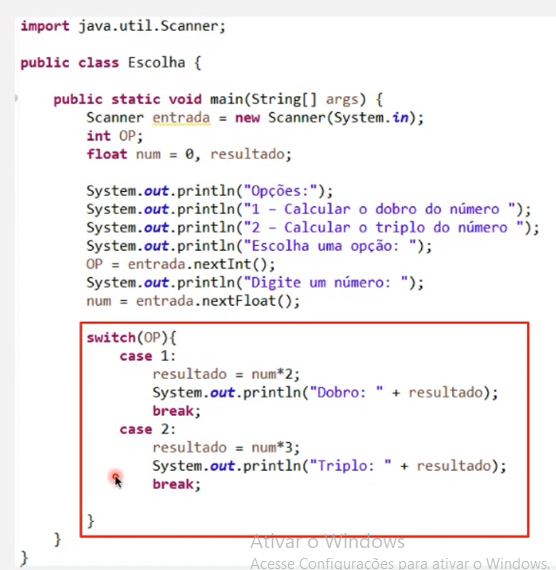 import java.util.Scanner;
public class Escolha {
public static void main(String[] args) {
Scanner entrada = new Scanner(System.in);
int OP;
float num = 0, resultado;
System.out.println("Opções:");
System.out.println("1 - Calcular o dobro do número ");
System.out.println("2 - Calcular o triplo do número ");
System.out.println("Escolha uma opção: ");
OP = entrada.nextInt();
System.out.println("Digite um número: ");
num = entrada.nextFloat();
switch(OP){
case 1:
resultado = num*2;
System.out.println("Dobro: " + resultado);
break;
case 2:
resultado = num*3;
System.out.println("Triplo: " + resultado);
break;
}
}
}
Ativar o Windows
Acesse Configurações para ativar o Windows.